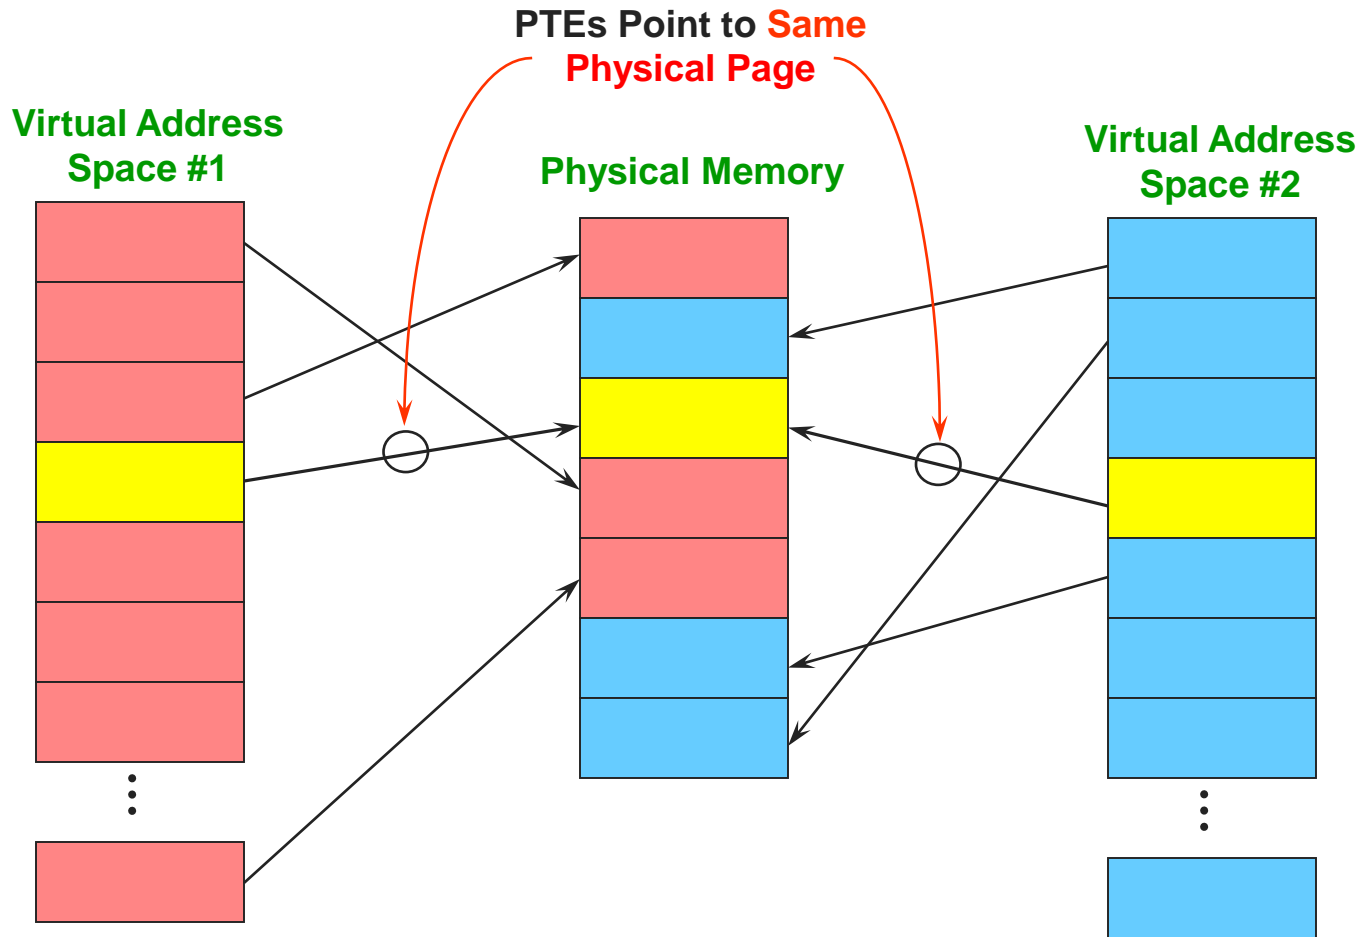 PTEs Point to Same
Physical Page
Virtual Address
Space #1
Physical Memory
Virtual Address
Space #2